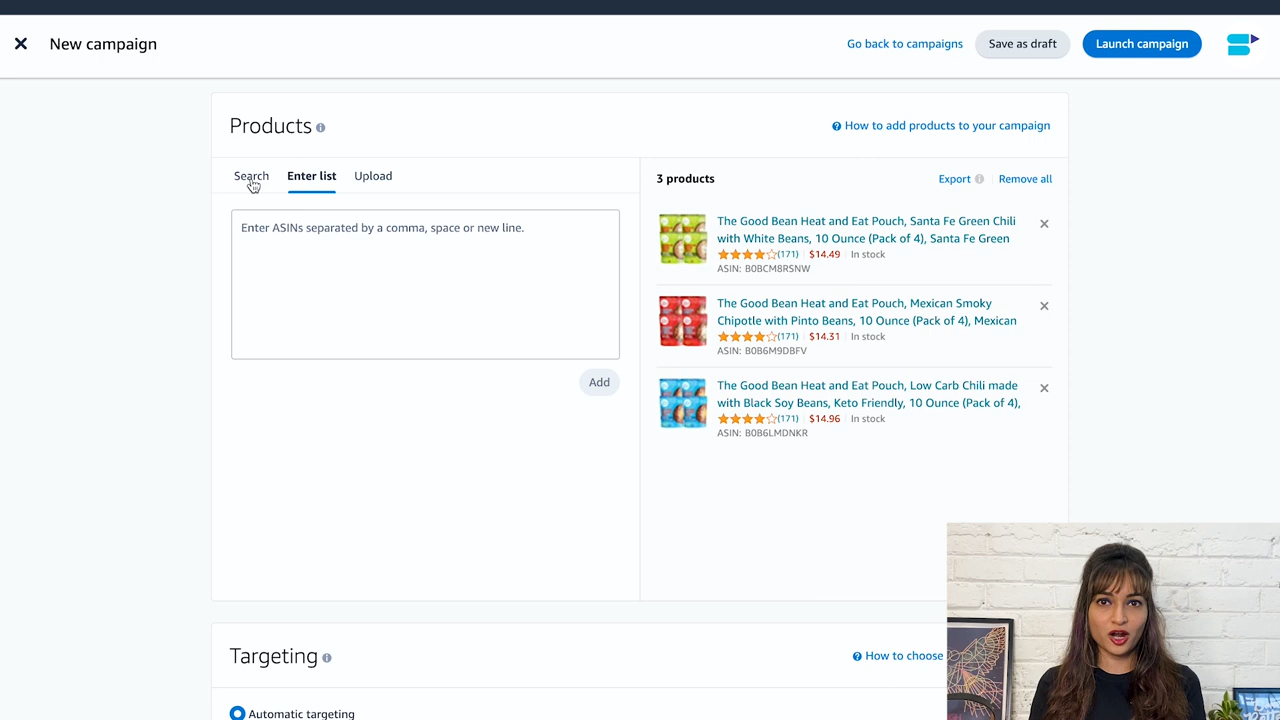 New campaign
Go back to campaigns
Save as draft
Launch campaign
Products
How to add products to your campaign
Search
Enter list
Upload
3 products
Export
Remove all
Enter ASINs separated by a comma, space or new line.
Add
The Good Bean Heat and Eat Pouch, Santa Fe Green Chili
with White Beans, 10 Ounce (Pack of 4), Santa Fe Green
(171) $14.49 In stock
ASIN: B0BCM8RSNW
The Good Bean Heat and Eat Pouch, Mexican Smoky
Chipotle with Pinto Beans, 10 Ounce (Pack of 4), Mexican
(171) $14.31 In stock
ASIN: B0B6M9DBFV
The Good Bean Heat and Eat Pouch, Low Carb Chili made
with Black Soy Beans, Keto Friendly, 10 Ounce (Pack of 4),
(171) $14.96 In stock
ASIN: B0B6LMDNKR
Targeting
How to choose
Automatic targeting